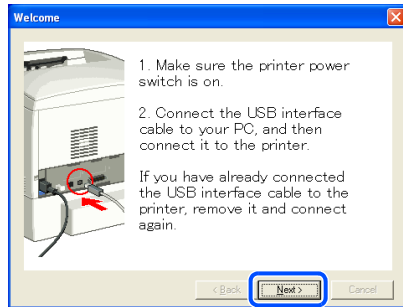 Welcome
1. Make sure the printer power
switch is on.
2. Connect the USB interface
cable to your PC, and then
connect it to the printer.
If you have already connected
the USB interface cable to the
printer, remove it and connect
again.
< Back Next > Cancel